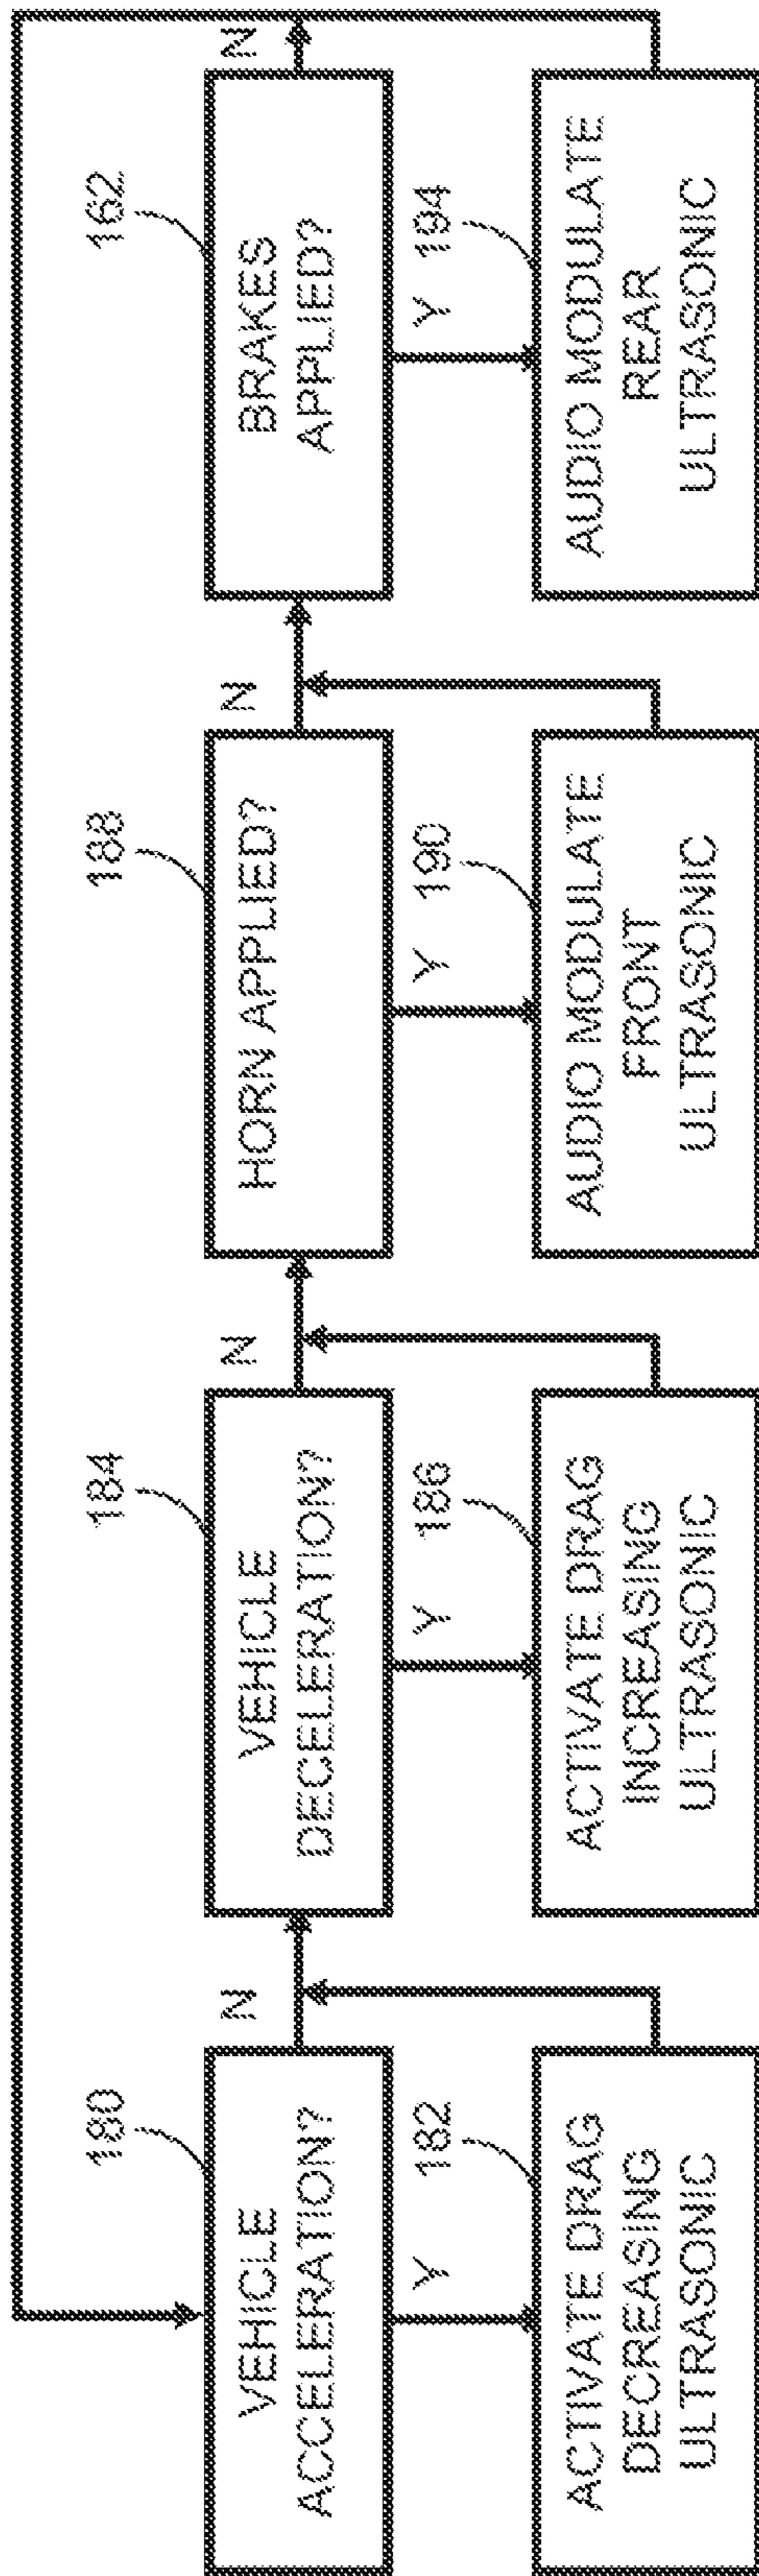 180
VEHICLE
ACCELERATION?
N
Y
182
ACTIVATE DRAG
DECREASING
ULTRASONIC
184
VEHICLE
DECELERATION?
N
Y
186
ACTIVATE DRAG
INCREASING
ULTRASONIC
188
HORN APPLIED?
N
Y
190
AUDIO MODULATE
FRONT
ULTRASONIC
162
BRAKES
APPLIED?
N
Y
194
AUDIO MODULATE
REAR
ULTRASONIC